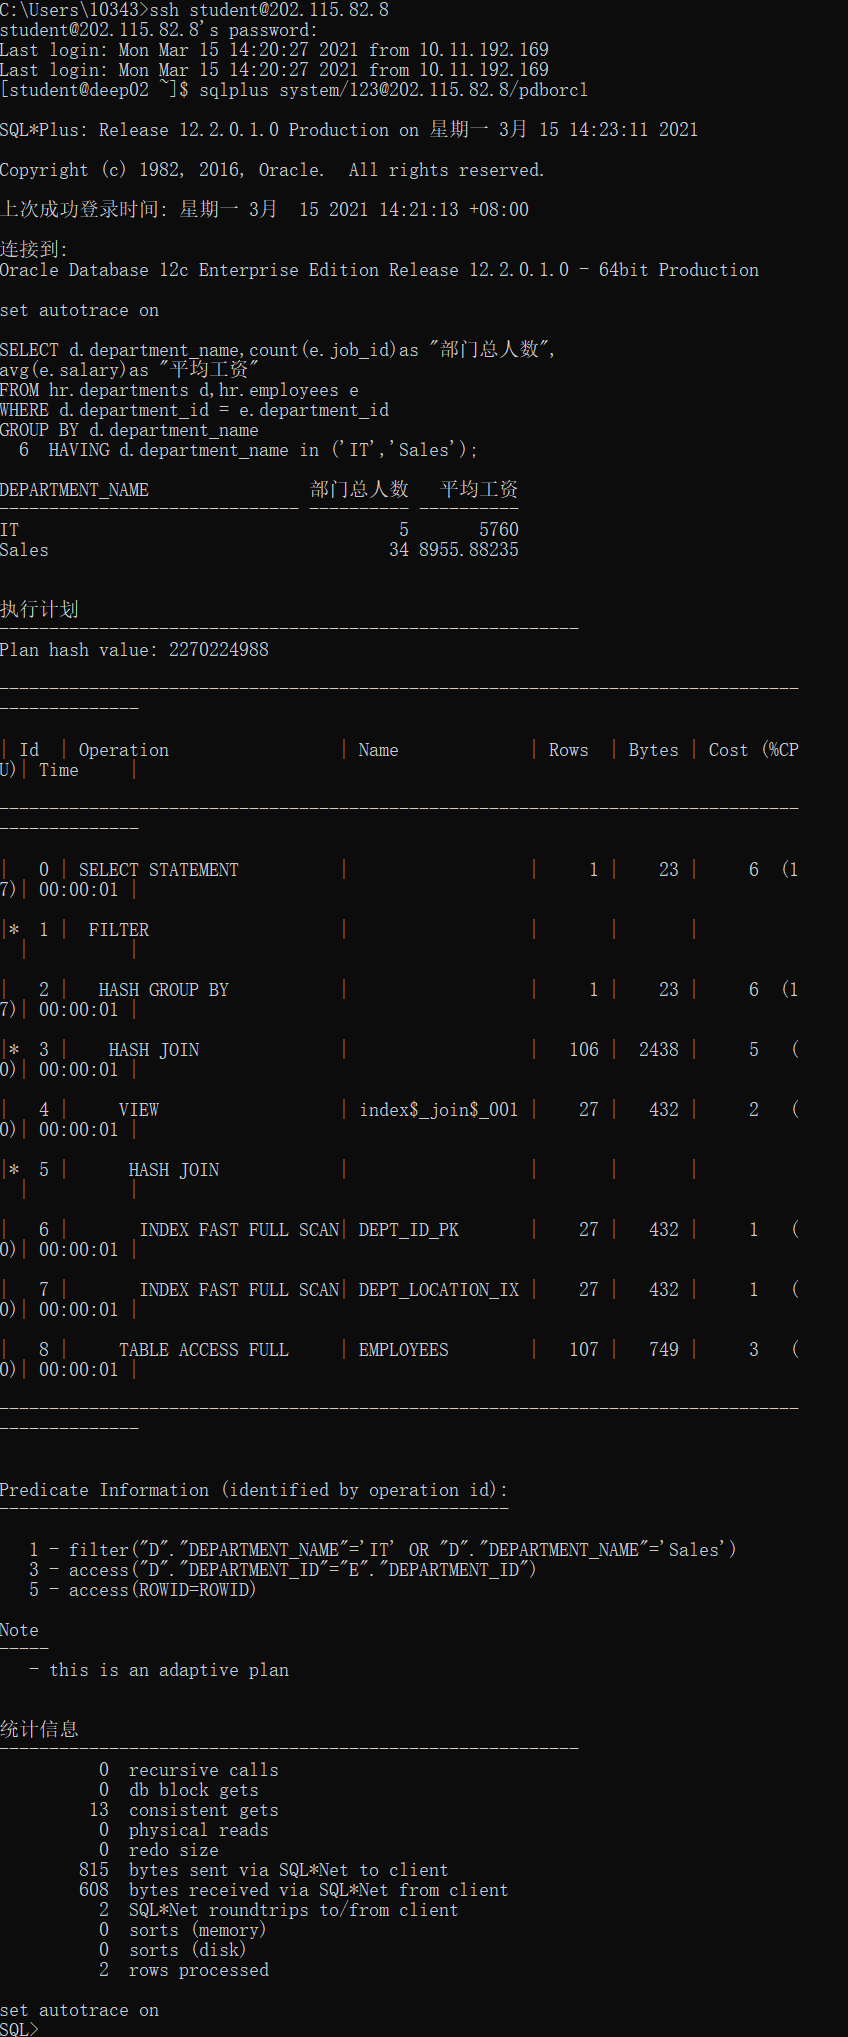 C:\Users\10343>ssh student@202.115.82.8
student@202.115.82.8's password:
Last login: Mon Mar 15 14:20:27 2021 from 10.11.192.169
Last login: Mon Mar 15 14:20:27 2021 from 10.11.192.169
[student@deep02 ~]$ sqlplus system/123@202.115.82.8/pdborcl
SQL*Plus: Release 12.2.0.1.0 Production on 星期一 3月 15 14:23:11 2021
Copyright (c) 1982, 2016, Oracle.  All rights reserved.
上次成功登录时间: 星期一 3月  15 2021 14:21:13 +08:00
连接到:
Oracle Database 12c Enterprise Edition Release 12.2.0.1.0 - 64bit Production
set autotrace on
SELECT d.department_name,count(e.job_id)as "部门总人数",
avg(e.salary)as "平均工资"
FROM hr.departments d,hr.employees e
WHERE d.department_id = e.department_id
GROUP BY d.department_name
  6  HAVING d.department_name in ('IT','Sales');
DEPARTMENT_NAME                部门总人数   平均工资
------------------------------ ---------- ----------
IT                                      5       5760
Sales                                  34 8955.88235
执行计划
----------------------------------------------------------
Plan hash value: 2270224988
--------------------------------------------------------------------------------
--------------
| Id  | Operation                 | Name             | Rows  | Bytes | Cost (%CP
U)| Time     |
--------------------------------------------------------------------------------
--------------
|   0 | SELECT STATEMENT          |                  |     1 |    23 |     6  (1
7)| 00:00:01 |
|*  1 |  FILTER                   |                  |       |       |
  |          |
|   2 |   HASH GROUP BY           |                  |     1 |    23 |     6  (1
7)| 00:00:01 |
|*  3 |    HASH JOIN              |                  |   106 |  2438 |     5   (
0)| 00:00:01 |
|   4 |     VIEW                  | index$_join$_001 |    27 |   432 |     2   (
0)| 00:00:01 |
|*  5 |      HASH JOIN            |                  |       |       |
  |          |
|   6 |       INDEX FAST FULL SCAN| DEPT_ID_PK       |    27 |   432 |     1   (
0)| 00:00:01 |
|   7 |       INDEX FAST FULL SCAN| DEPT_LOCATION_IX |    27 |   432 |     1   (
0)| 00:00:01 |
|   8 |     TABLE ACCESS FULL     | EMPLOYEES        |   107 |   749 |     3   (
0)| 00:00:01 |
--------------------------------------------------------------------------------
--------------
Predicate Information (identified by operation id):
---------------------------------------------------
   1 - filter("D"."DEPARTMENT_NAME"='IT' OR "D"."DEPARTMENT_NAME"='Sales')
   3 - access("D"."DEPARTMENT_ID"="E"."DEPARTMENT_ID")
   5 - access(ROWID=ROWID)
Note
-----
   - this is an adaptive plan
统计信息
----------------------------------------------------------
          0  recursive calls
          0  db block gets
         13  consistent gets
          0  physical reads
          0  redo size
        815  bytes sent via SQL*Net to client
        608  bytes received via SQL*Net from client
          2  SQL*Net roundtrips to/from client
          0  sorts (memory)
          0  sorts (disk)
          2  rows processed
set autotrace on
SQL>